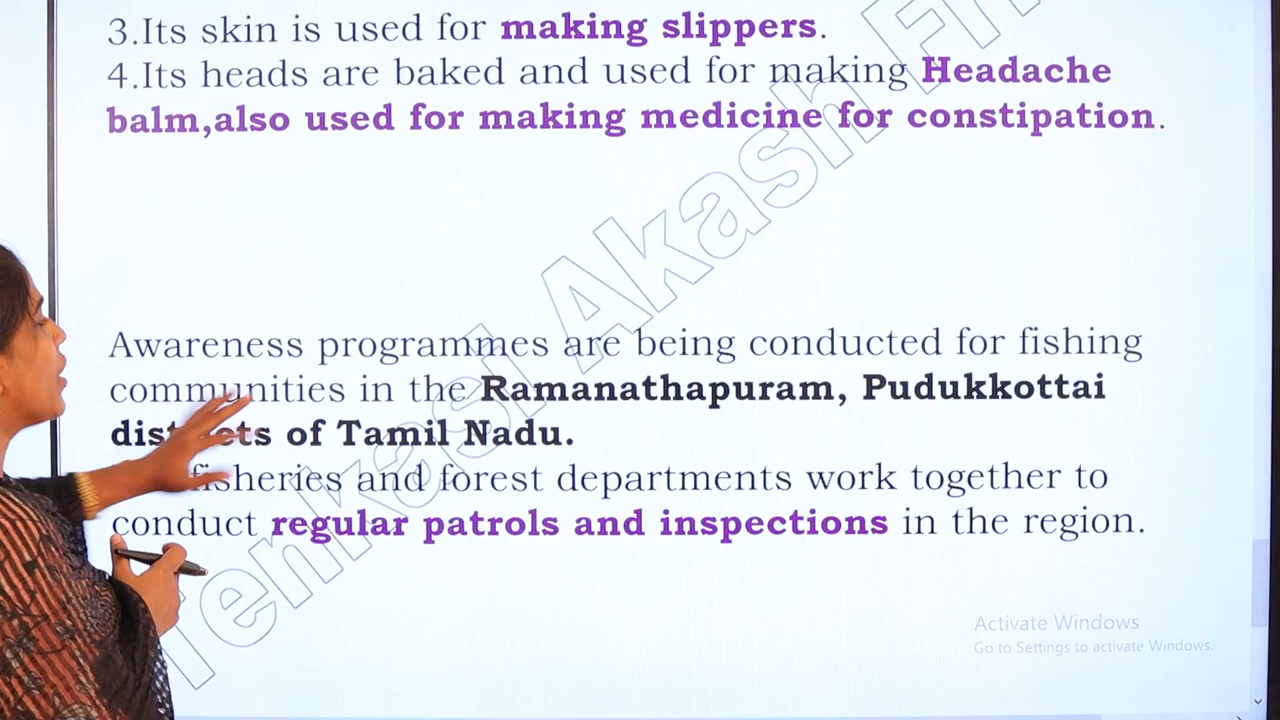 3.Its skin is used for making slippers.
4.Its heads are baked and used for making Headache
balm,also used for making medicine for constipation.
Awareness programmes are being conducted for fishing
communities in the Ramanathapuram, Pudukkottai
districts of Tamil Nadu.
fisheries and forest departments work together to
conduct regular patrols and inspections in the region.
Tenkasi Akash
Activate Windows
Go to Settings to activate Windows.